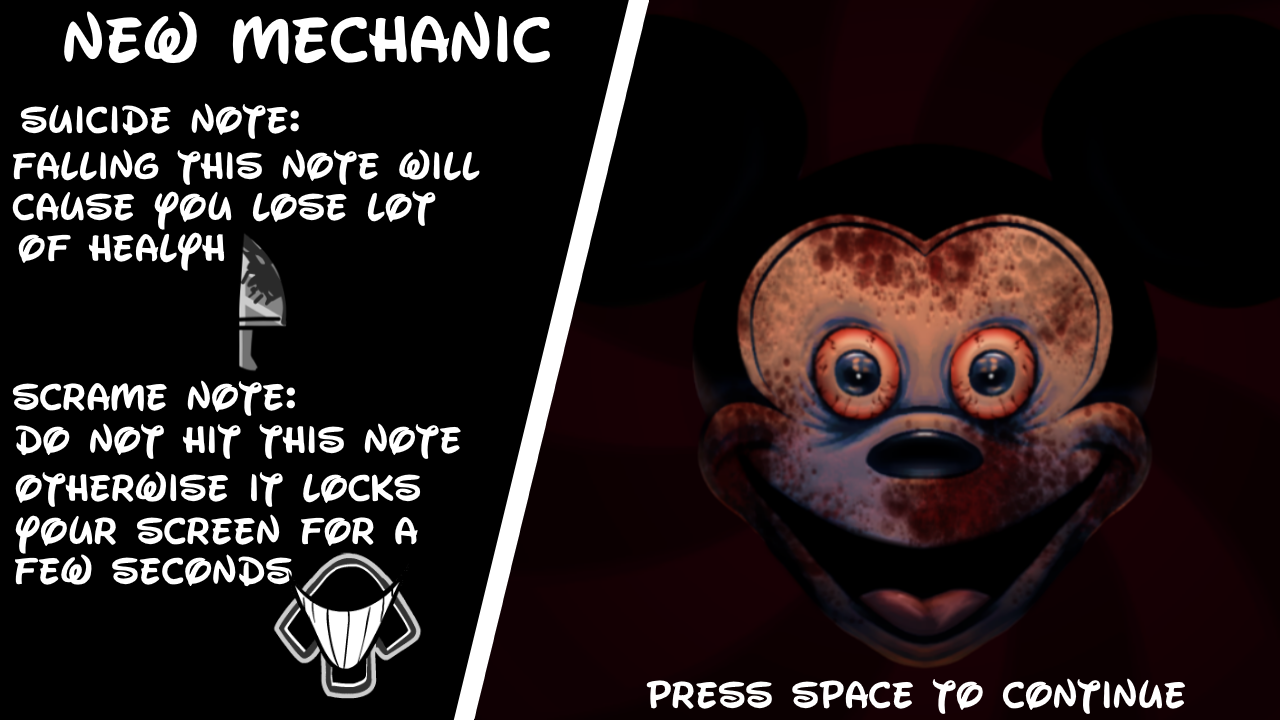 NEW MECHANIC
SUICIDE NOTE:
FALLING THIS NOTE WILL
CAUSE YOU LOSE LOT
OF HEALYH
SCRAME NOTE:
DO NOT HIT THIS NOTE
OTHERWISE IT LOCKS
YOUR SCREEN FOR A
FEW SECONDS
PRESS SPACE TO CONTINUE